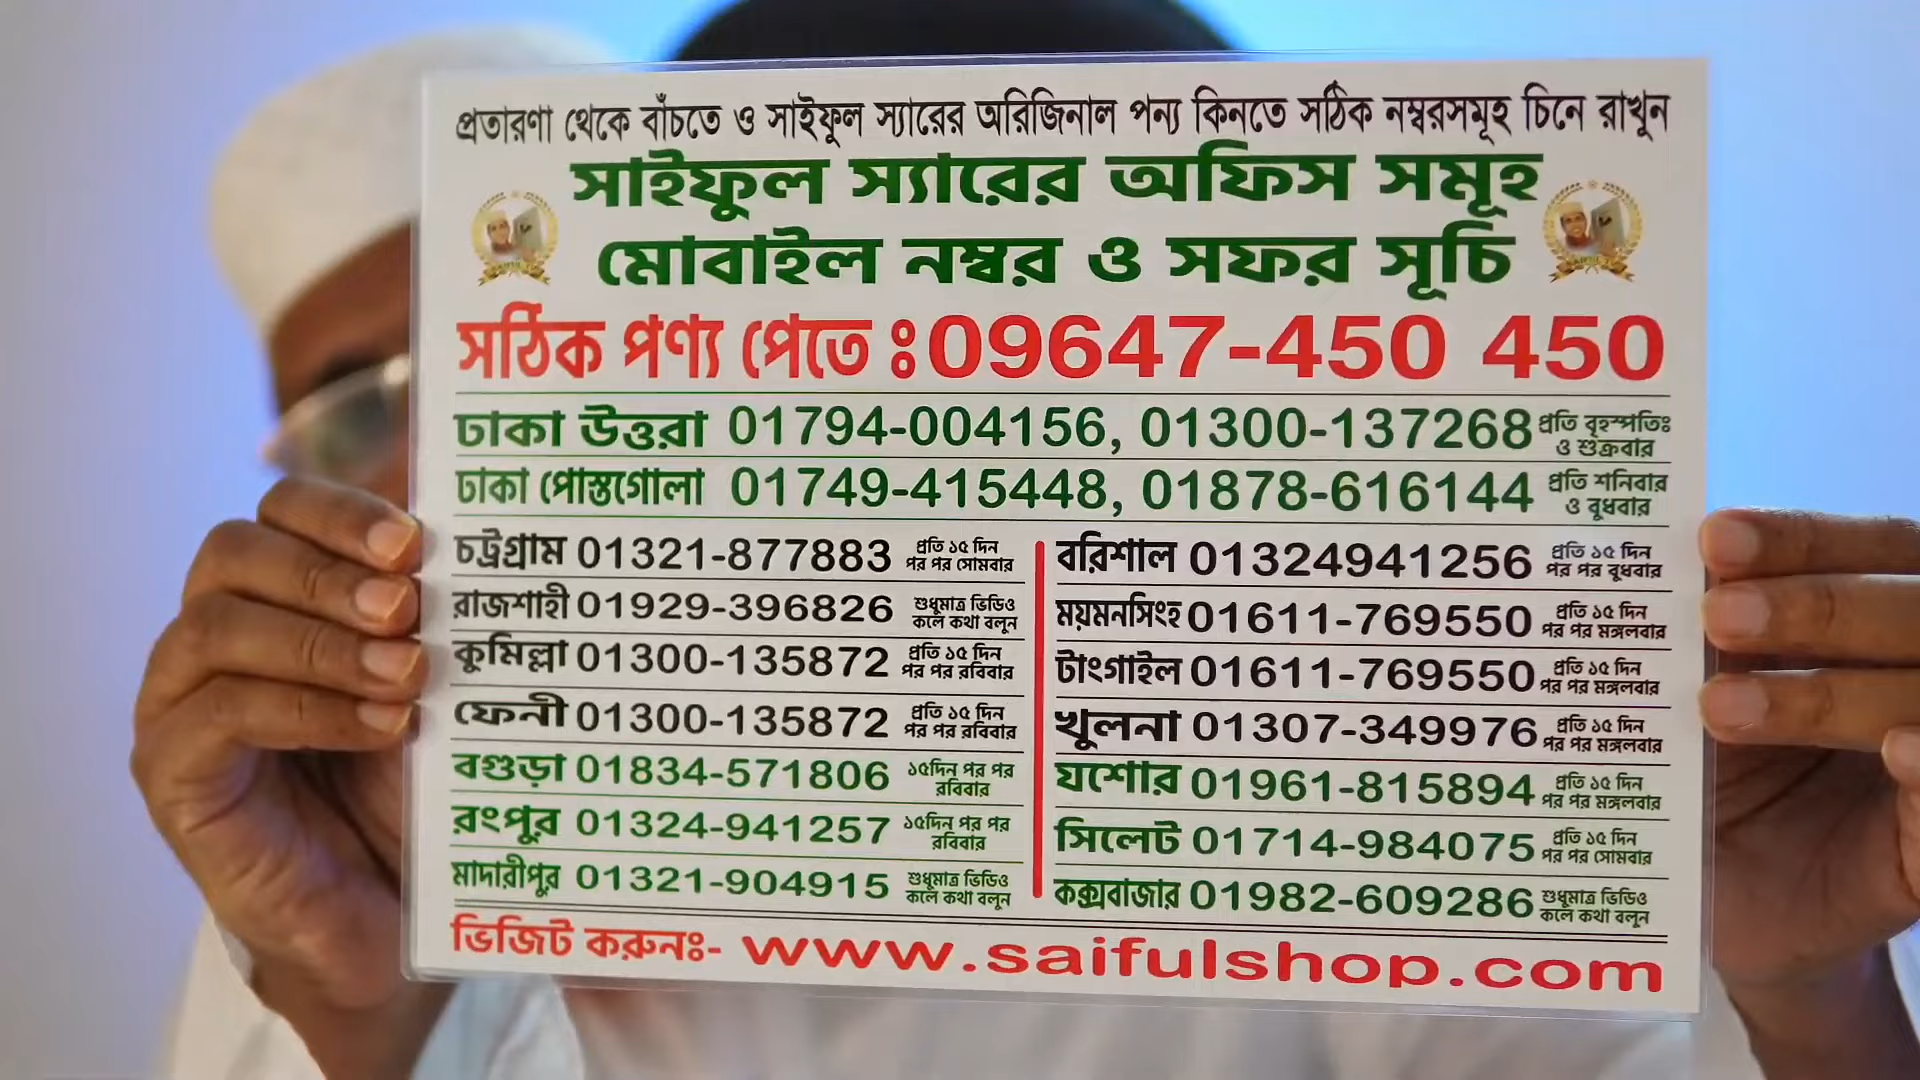 প্রতারণা থেকে বাঁচতে ও সাইফুল স্যারের অরিজিনাল পন্য কিনতে সঠিক নম্বরসমূহ চিনে রাখুন
সাইফুল স্যারের অফিস সমূহ
মোবাইল নম্বর ও সফর সূচি
সঠিক পণ্য পেতে ঃ 09647-450 450
ঢাকা উত্তরা 01794-004156, 01300-137268 প্রতি বৃহস্পতিঃ
ও শুক্রবার
ঢাকা পোস্তগোলা 01749-415448, 01878-616144 প্রতি শনিবার
ও বুধবার
চট্রগ্রাম 01321-877883 প্রতি ১৫ দিন
পর পর সোমবার
রাজশাহী 01929-396826 শুধুমাত্র ভিডিও
কলে কথা বলুন
কুমিল্লা 01300-135872 প্রতি ১৫ দিন
পর পর রবিবার
ফেনী 01300-135872 প্রতি ১৫ দিন
পর পর রবিবার
বগুড়া 01834-571806 ১৫দিন পর পর
রবিবার
রংপুর 01324-941257 ১৫দিন পর পর
রবিবার
মাদারীপুর 01321-904915 শুধুমাত্র ভিডিও
কলে কথা বলুন
বরিশাল 01324941256 প্রতি ১৫ দিন
পর পর বুধবার
ময়মনসিংহ 01611-769550 প্রতি ১৫ দিন
পর পর মঙ্গলবার
টাংগাইল 01611-769550 প্রতি ১৫ দিন
পর পর মঙ্গলবার
খুলনা 01307-349976 প্রতি ১৫ দিন
পর পর মঙ্গলবার
যশোর 01961-815894 প্রতি ১৫ দিন
পর পর মঙ্গলবার
সিলেট 01714-984075 প্রতি ১৫ দিন
পর পর সোমবার
কক্সবাজার 01982-609286 শুধুমাত্র ভিডিও
কলে কথা বলুন
ভিজিট করুনঃ- www.saifulshop.com